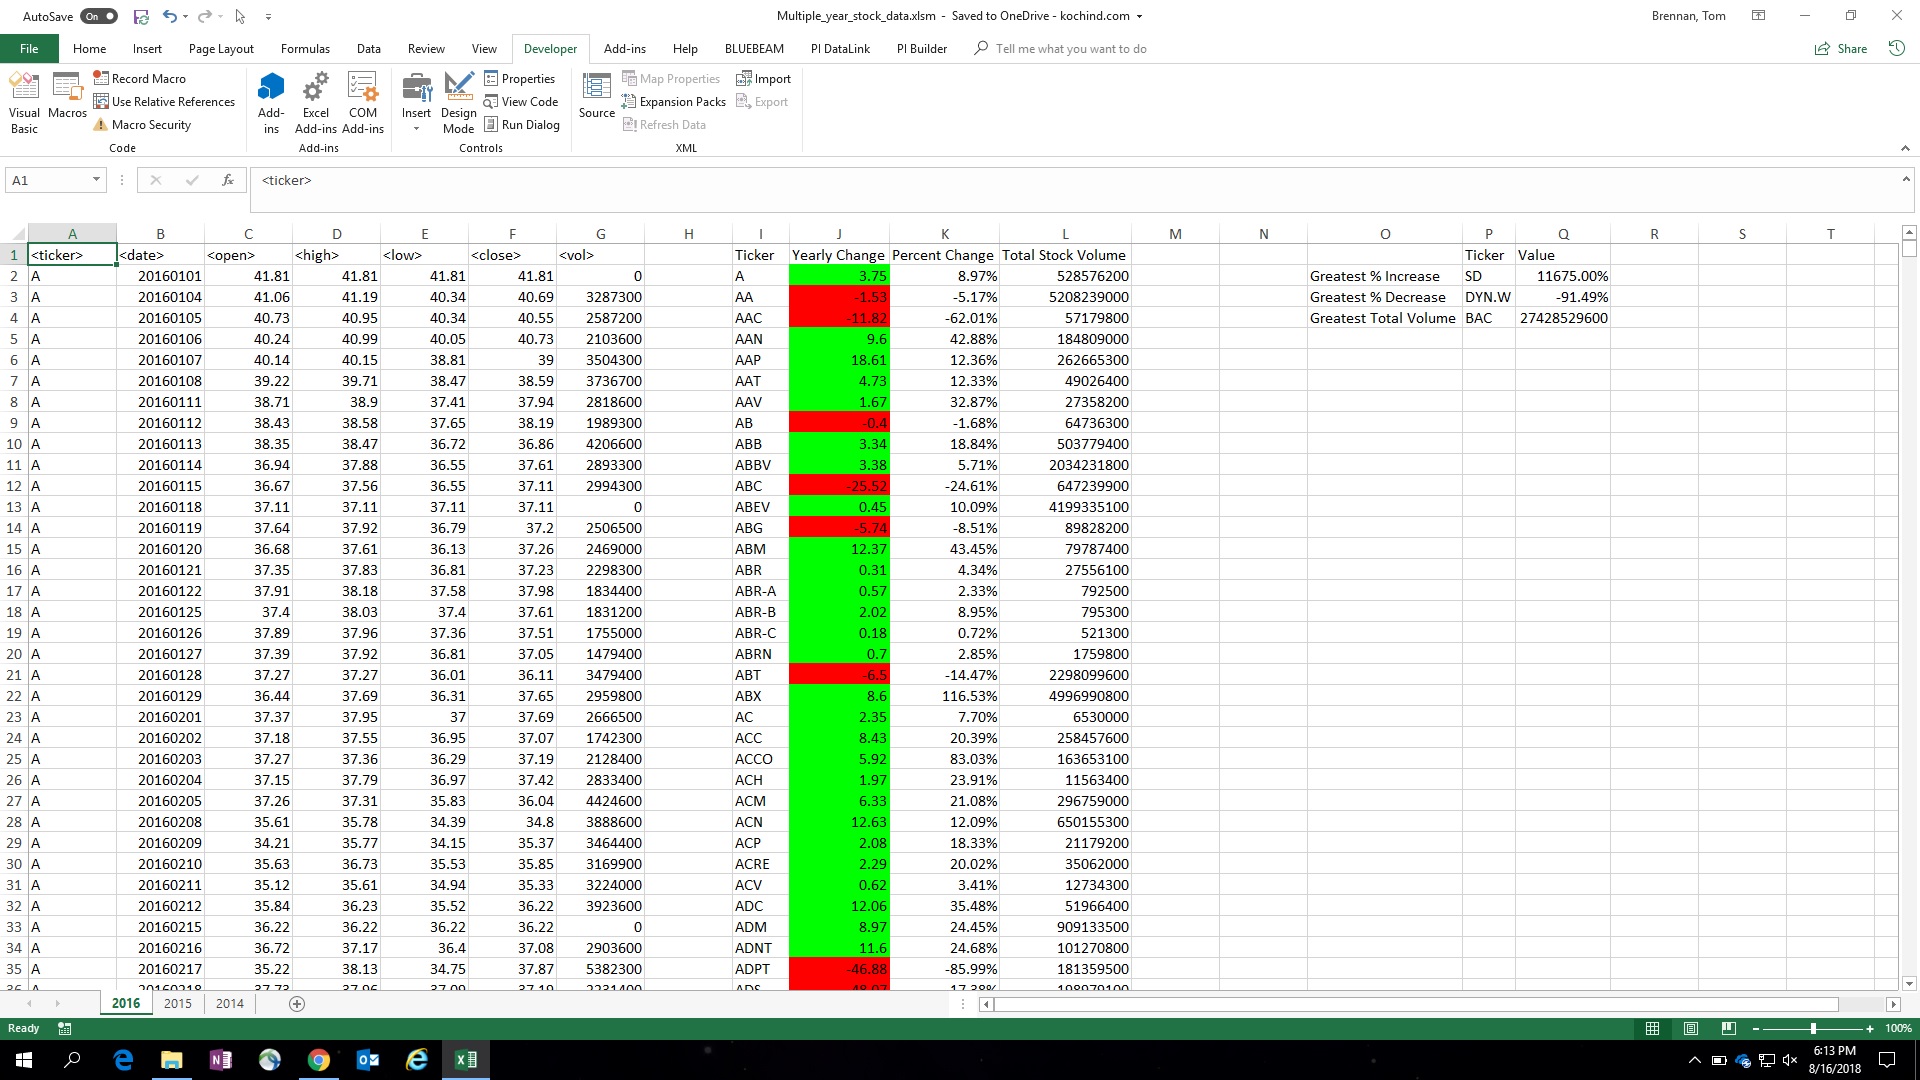 AutoSave On Multiple_year_stock_data.xlsm - Saved to OneDrive - kochind.com Brennan, Tom
File Home Insert Page Layout Formulas Data Review View Developer Add-ins Help BLUEBEAM PI DataLink PI Builder Tell me what you want to do Share
Visual Basic Macros Record Macro Use Relative References Macro Security Add-ins Excel Add-ins COM Add-ins Insert Design Mode Properties View Code Run Dialog Source Map Properties Expansion Packs Refresh Data Import Export
Code Add-ins Controls XML
A1 fx <ticker>
A B C D E F G H I J K L M N O P Q R S T
1 <ticker> <date> <open> <high> <low> <close> <vol> Ticker Yearly Change Percent Change Total Stock Volume Ticker Value
2 A 20160101 41.81 41.81 41.81 41.81 0 A 3.75 8.97% 528576200 Greatest % Increase SD 11675.00%
3 A 20160104 41.06 41.19 40.34 40.69 3287300 AA -1.53 -5.17% 5208239000 Greatest % Decrease DYN.W -91.49%
4 A 20160105 40.73 40.95 40.34 40.55 2587200 AAC -11.82 -62.01% 57179800 Greatest Total Volume BAC 27428529600
5 A 20160106 40.24 40.99 40.05 40.73 2103600 AAN 9.6 42.88% 184809000
6 A 20160107 40.14 40.15 38.81 39 3504300 AAP 18.61 12.36% 262665300
7 A 20160108 39.22 39.71 38.47 38.59 3736700 AAT 4.73 12.33% 49026400
8 A 20160111 38.71 38.9 37.41 37.94 2818600 AAV 1.67 32.87% 27358200
9 A 20160112 38.43 38.58 37.65 38.19 1989300 AB -0.4 -1.68% 64736300
10 A 20160113 38.35 38.47 36.72 36.86 4206600 ABB 3.34 18.84% 503779400
11 A 20160114 36.94 37.88 36.55 37.61 2893300 ABBV 3.38 5.71% 2034231800
12 A 20160115 36.67 37.56 36.55 37.11 2994300 ABC -25.52 -24.61% 647239900
13 A 20160118 37.11 37.11 37.11 37.11 0 ABEV 0.45 10.09% 4199335100
14 A 20160119 37.64 37.92 36.79 37.2 2506500 ABG -5.74 -8.51% 89828200
15 A 20160120 36.68 37.61 36.13 37.26 2469000 ABM 12.37 43.45% 79787400
16 A 20160121 37.35 37.83 36.81 37.23 2298300 ABR 0.31 4.34% 27556100
17 A 20160122 37.91 38.18 37.58 37.98 1834400 ABR-A 0.57 2.33% 792500
18 A 20160125 37.4 38.03 37.4 37.61 1831200 ABR-B 2.02 8.95% 795300
19 A 20160126 37.89 37.96 37.36 37.51 1755000 ABR-C 0.18 0.72% 521300
20 A 20160127 37.39 37.92 36.81 37.05 1479400 ABRN 0.7 2.85% 1759800
21 A 20160128 37.27 37.27 36.01 36.11 3479400 ABT -6.5 -14.47% 2298099600
22 A 20160129 36.44 37.69 36.31 37.65 2959800 ABX 8.6 116.53% 4996990800
23 A 20160201 37.37 37.95 37 37.69 2666500 AC 2.35 7.70% 6530000
24 A 20160202 37.18 37.55 36.95 37.07 1742300 ACC 8.43 20.39% 258457600
25 A 20160203 37.27 37.36 36.29 37.19 2128400 ACCO 5.92 83.03% 163653100
26 A 20160204 37.15 37.79 36.97 37.42 2833400 ACH 1.97 23.91% 11563400
27 A 20160205 37.26 37.31 35.83 36.04 4424600 ACM 6.33 21.08% 296759000
28 A 20160208 35.61 35.78 34.39 34.8 3888600 ACN 12.63 12.09% 650155300
29 A 20160209 34.21 35.77 34.15 35.37 3464400 ACP 2.08 18.33% 21179200
30 A 20160210 35.63 36.73 35.53 35.85 3169900 ACRE 2.29 20.02% 35062000
31 A 20160211 35.12 35.61 34.94 35.33 3224000 ACV 0.62 3.41% 12734300
32 A 20160212 35.84 36.23 35.52 36.22 3923600 ADC 12.06 35.48% 51966400
33 A 20160215 36.22 36.22 36.22 36.22 0 ADM 8.97 24.45% 909133500
34 A 20160216 36.72 37.17 36.4 37.08 2903600 ADNT 11.6 24.68% 101270800
35 A 20160217 35.22 38.13 34.75 37.87 5382300 ADPT -46.88 -85.99% 181359500
2016 2015 2014
Ready 100%
6:13 PM
8/16/2018